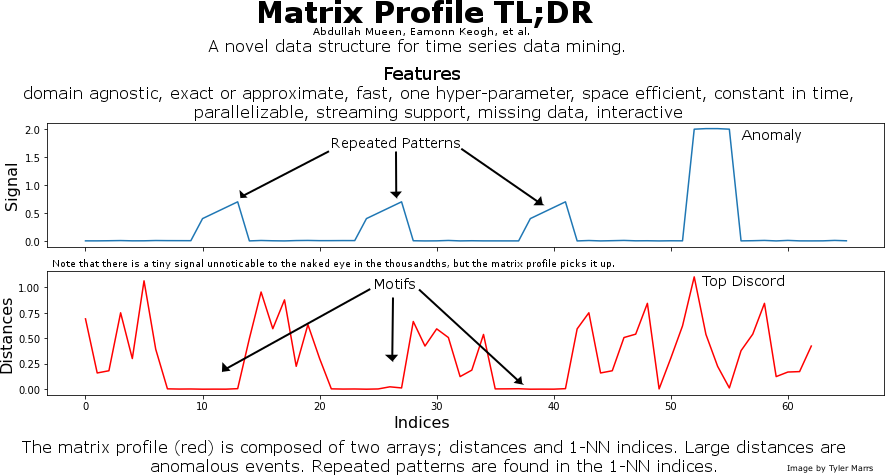 Matrix Profile TL;DR
Abdullah Mueen, Eamonn Keogh, et al.
A novel data structure for time series data mining.
Features
domain agnostic, exact or approximate, fast, one hyper-parameter, space efficient, constant in time,
parallelizable, streaming support, missing data, interactive
2.0
1.5
1.0
0.5
0.0
Signal
Repeated Patterns
Anomaly
Note that there is a tiny signal unnoticable to the naked eye in the thousandths, but the matrix profile picks it up.
1.00
0.75
0.50
0.25
0.00
Distances
Motifs
Top Discord
0 10 20 30 40 50 60
Indices
The matrix profile (red) is composed of two arrays; distances and 1-NN indices. Large distances are
anomalous events. Repeated patterns are found in the 1-NN indices.
Image by Tyler Marrs